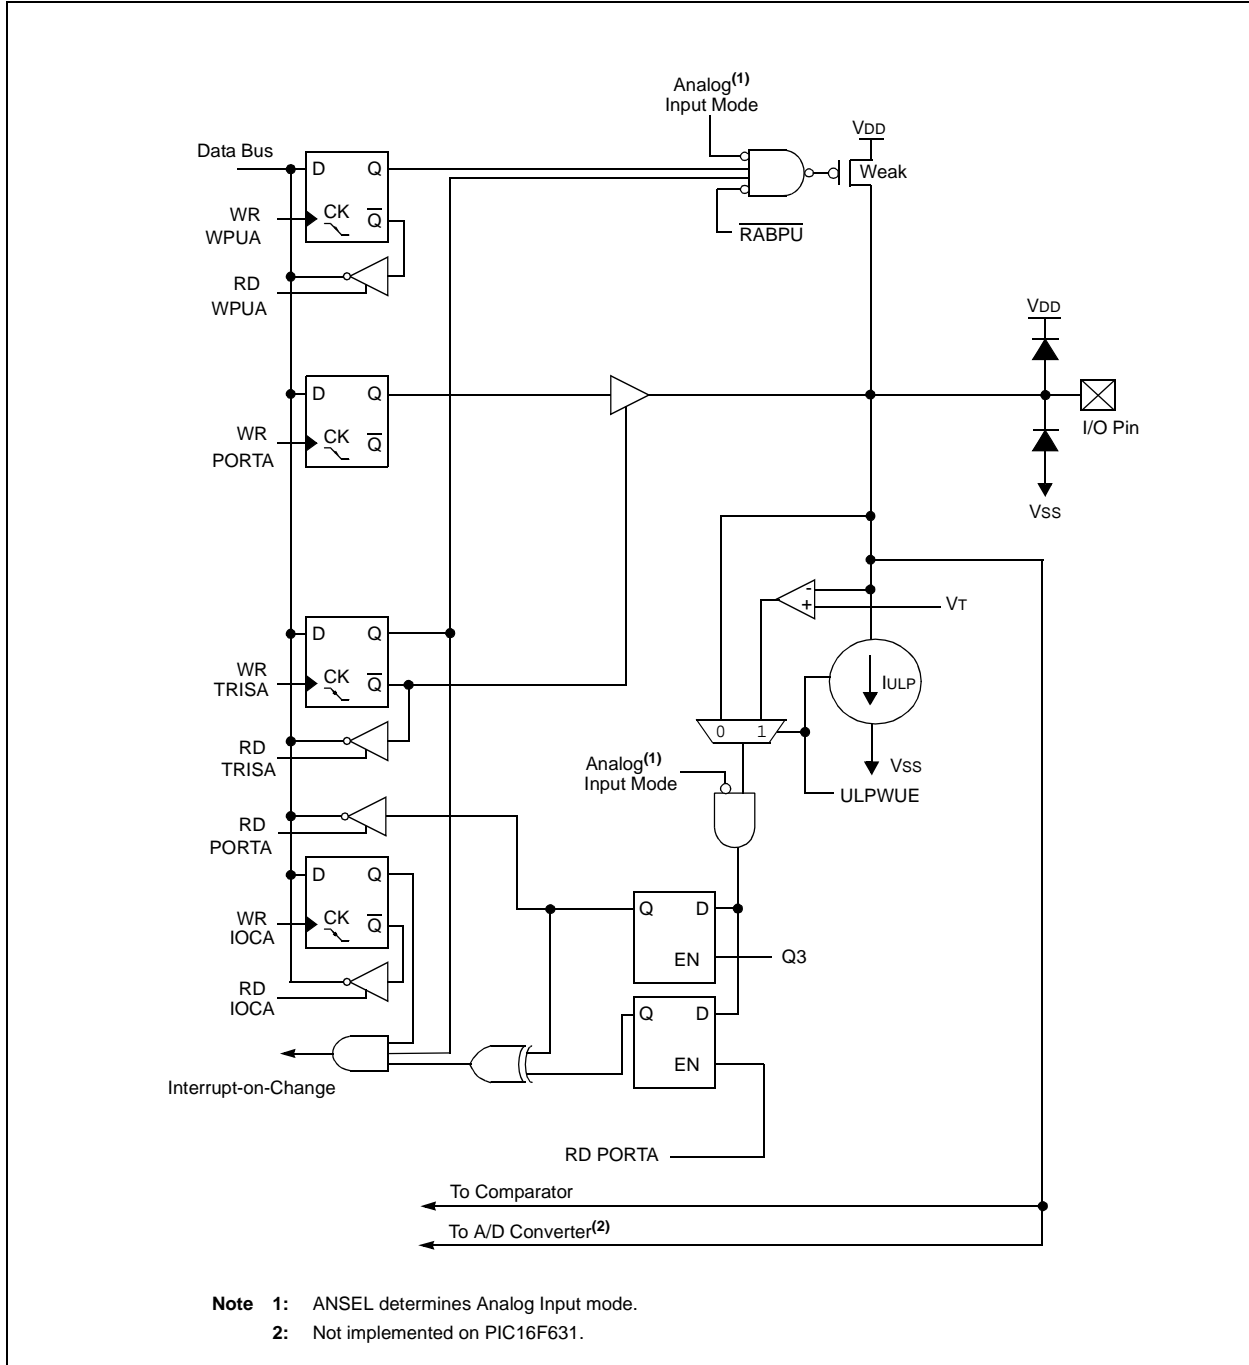 Analog(1)
Input Mode
VDD
Data Bus
D Q
Weak
WR
WPUA
CK Q
RABPU
RD
WPUA
VDD
D Q
WR
PORTA
CK Q
I/O Pin
VSS
- 
+
VT
D Q
WR
TRISA
CK Q
IULP
0 1
RD
TRISA
Analog(1)
Input Mode
VSS
ULPWUE
RD
PORTA
D Q
Q D
WR
IOCA
CK Q
EN
Q3
RD
IOCA
Q D
EN
Interrupt-on-Change
RD PORTA
To Comparator
To A/D Converter(2)
Note 1: ANSEL determines Analog Input mode.
2: Not implemented on PIC16F631.